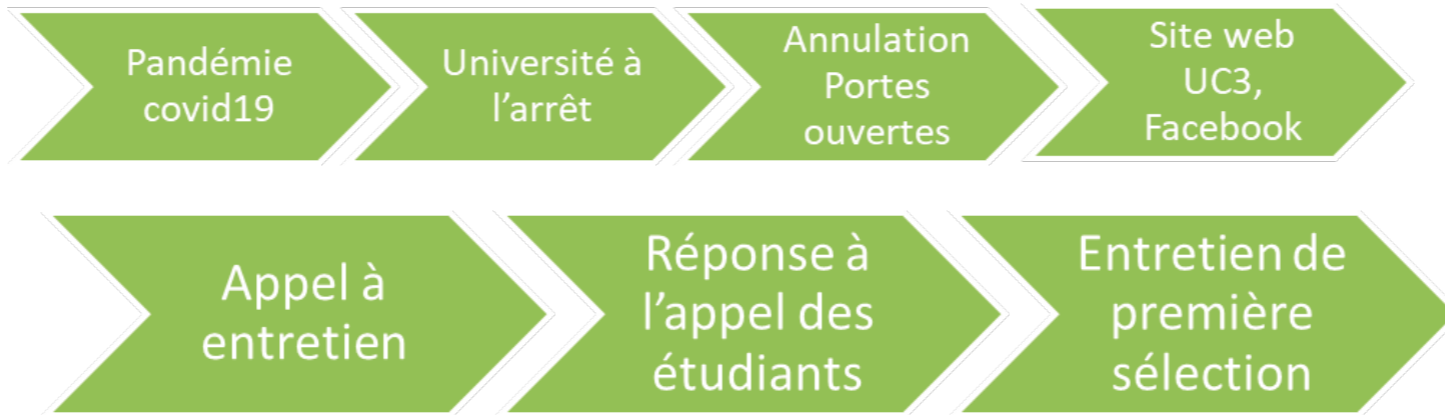 Pandémie
covid19
Université à
l'arrêt
Annulation
Portes
ouvertes
Site web
UC3,
Facebook
Appel à
entretien
Réponse à
l'appel des
étudiants
Entretien de
première
sélection